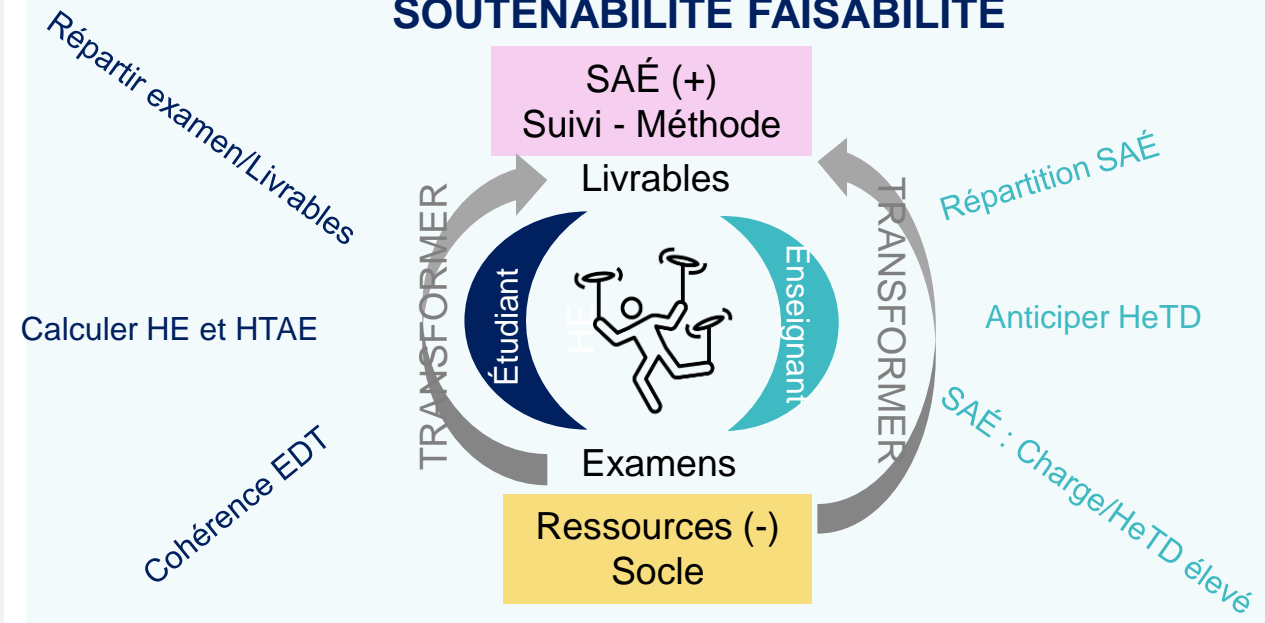 SOUTENABILITÉ FAISABILITÉ
Répartir examen/Livrables
SAÉ (+)
Suivi - Méthode
Livrables
Répartition SAÉ
TRANSFORMER
Étudiant
HE
Enseignant
TRANSFORMER
Calculer HE et HTAE
Anticiper HeTD
Cohérence EDT
Examens
SAÉ : Charge/HeTD élevé
Ressources (-)
Socle